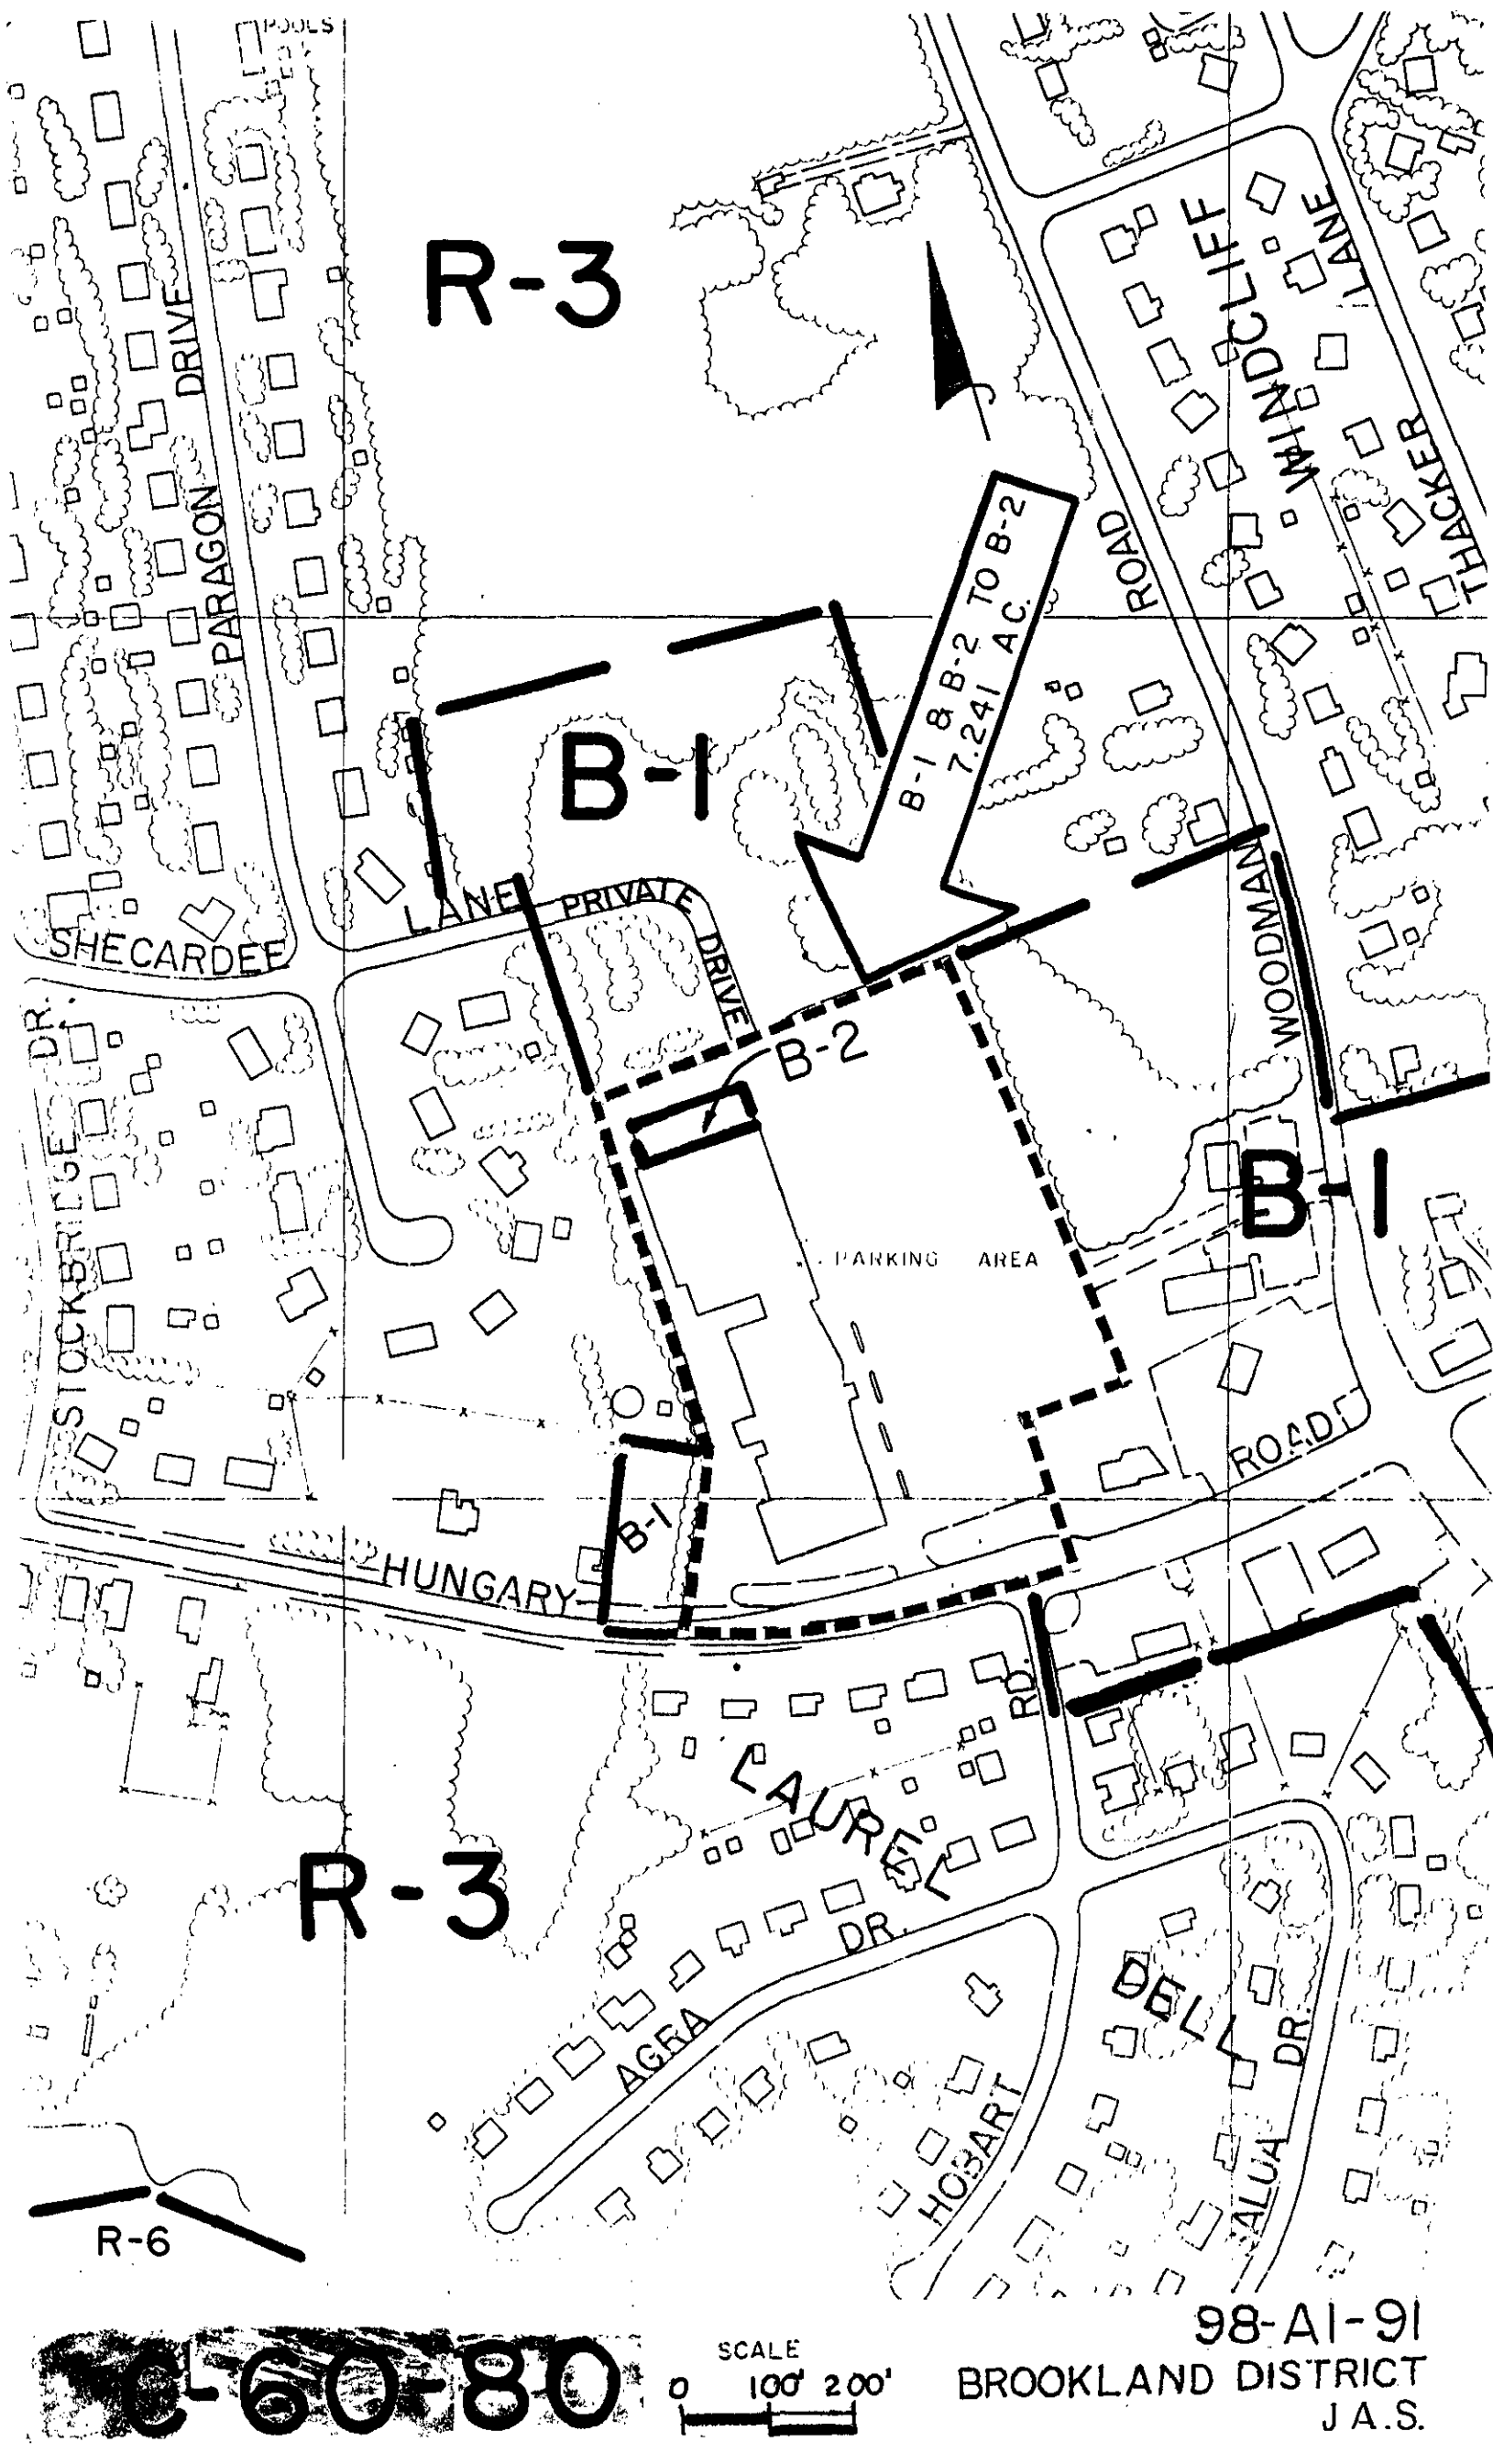 POOLS
R-3
WINDCLIFF
LANE
THACKER
DRIVE
PARAGON
ROAD
B-1 & B-2 TO B-2
7.241 AC.
B-1
LANE
PRIVATE
DRIVE
SHECARDEE
WOODMAN
B-2
DR.
STOCKBRIDGE
B-1
PARKING AREA
ROAD
B-1
HUNGARY
RD.
LAUREL
R-3
DR.
AGRA
DELL
DR.
HOBART
ALUA
R-6
C-60-80
SCALE
0 100' 200'
98-A1-91
BROOKLAND DISTRICT
J.A.S.